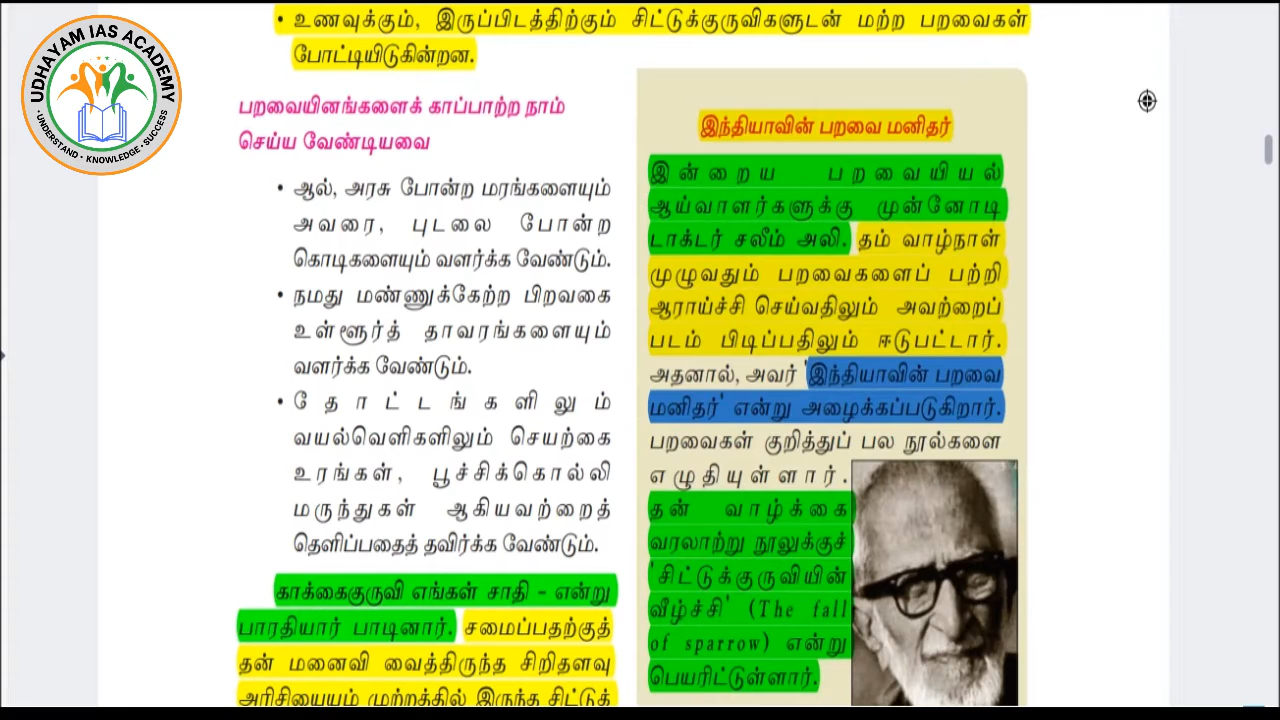 UDHAYAM IAS ACADEMY
• UNDERSTAND • KNOWLEDGE • SUCCESS
• உணவுக்கும், இருப்பிடத்திற்கும் சிட்டுக்குருவிகளுடன் மற்ற பறவைகள்
போட்டியிடுகின்றன.
பறவையினங்களைக் காப்பாற்ற நாம்
செய்ய வேண்டியவை
• ஆல், அரசு போன்ற மரங்களையும்
அவரை, புடலை போன்ற
கொடிகளையும் வளர்க்க வேண்டும்.
• நமது மண்ணுக்கேற்ற பிறவகை
உள்ளூர்த் தாவரங்களையும்
வளர்க்க வேண்டும்.
• தோட்டங்களிலும்
வயல்வெளிகளிலும் செயற்கை
உரங்கள், பூச்சிக்கொல்லி
மருந்துகள் ஆகியவற்றைத்
தெளிப்பதைத் தவிர்க்க வேண்டும்.
காக்கைகுருவி எங்கள் சாதி - என்று
பாரதியார் பாடினார். சமைப்பதற்குத்
தன் மனைவி வைத்திருந்த சிறிதளவு
அரிசியையும் முற்றத்தில் இருந்த சிட்டுக்
இந்தியாவின் பறவை மனிதர்
இன்றைய பறவையியல்
ஆய்வாளர்களுக்கு முன்னோடி
டாக்டர் சலீம் அலி. தம் வாழ்நாள்
முழுவதும் பறவைகளைப் பற்றி
ஆராய்ச்சி செய்வதிலும் அவற்றைப்
படம் பிடிப்பதிலும் ஈடுபட்டார்.
அதனால், அவர் 'இந்தியாவின் பறவை
மனிதர்' என்று அழைக்கப்படுகிறார்.
பறவைகள் குறித்துப் பல நூல்களை
எழுதியுள்ளார்.
தன் வாழ்க்கை
வரலாற்று நூலுக்குச்
'சிட்டுக்குருவியின்
வீழ்ச்சி' (The fall
of sparrow) என்று
பெயரிட்டுள்ளார்.